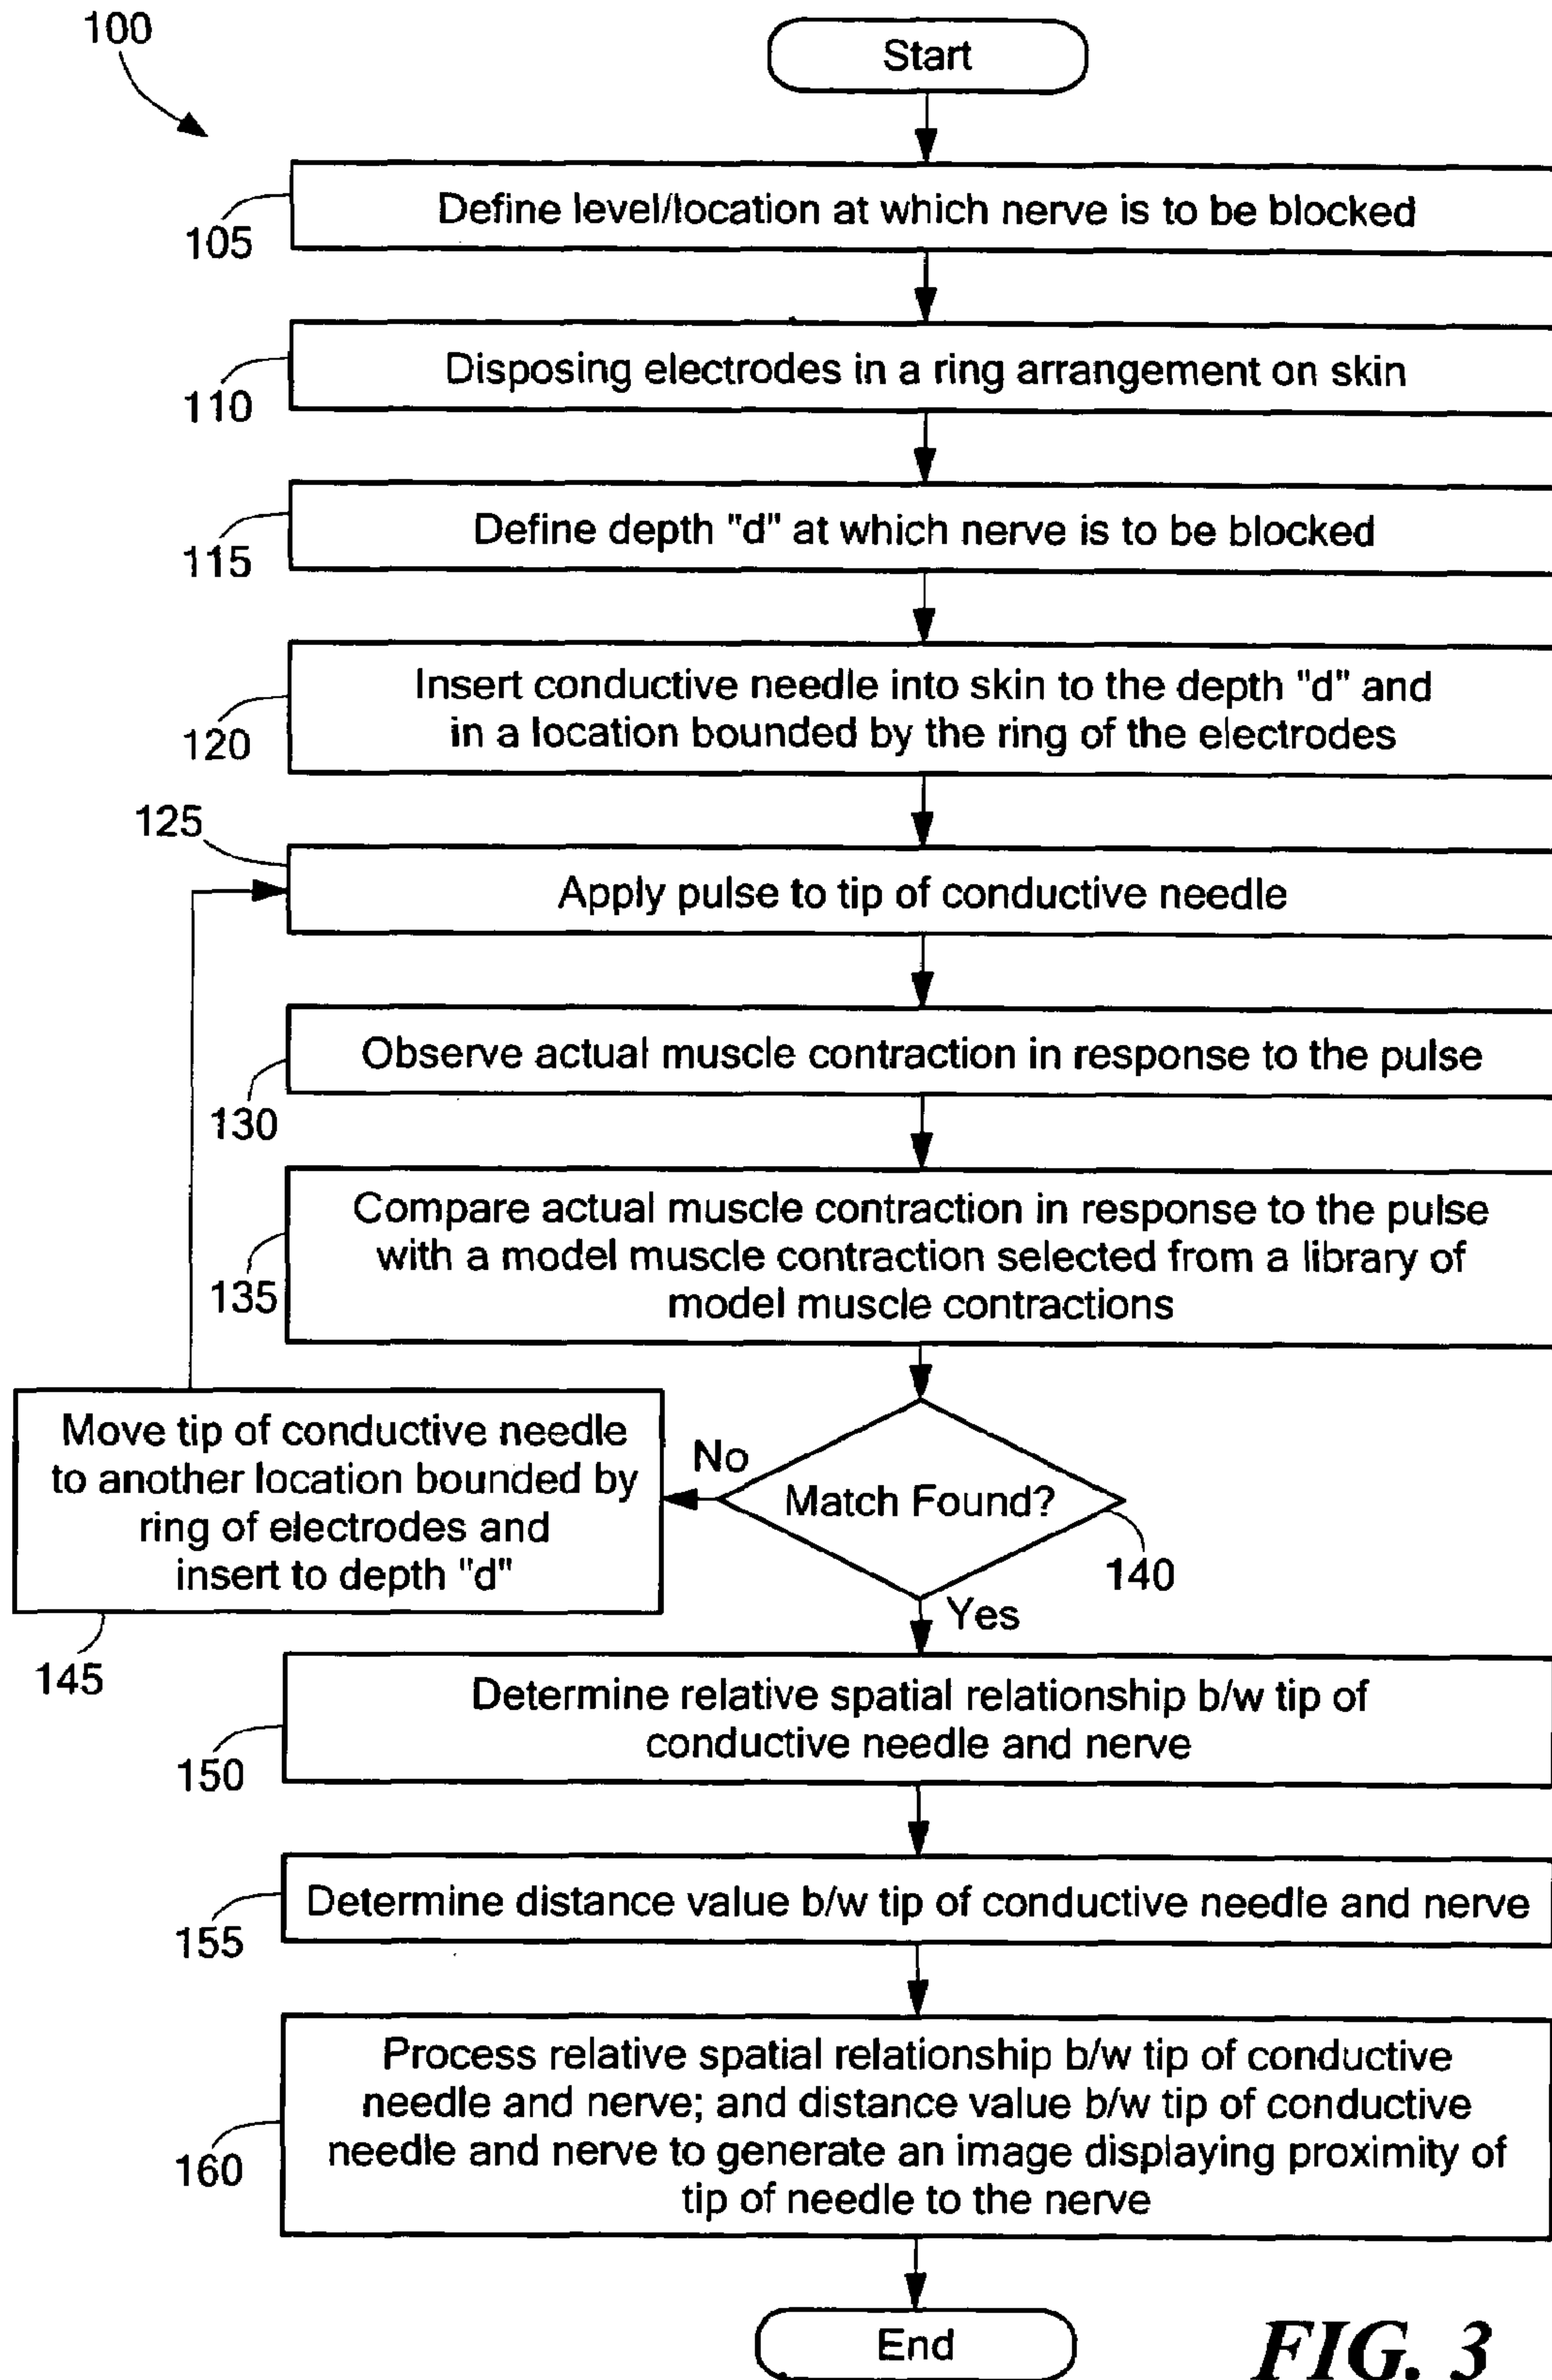 100
Start
Define level/location at which nerve is to be blocked
105
Disposing electrodes in a ring arrangement on skin
110
Define depth "d" at which nerve is to be blocked
115
Insert conductive needle into skin to the depth "d" and
in a location bounded by the ring of the electrodes
120
125
Apply pulse to tip of conductive needle
Observe actual muscle contraction in response to the pulse
130
Compare actual muscle contraction in response to the pulse
with a model muscle contraction selected from a library of
model muscle contractions
135
Move tip of conductive needle
to another location bounded by
ring of electrodes and
insert to depth "d"
145
No
Match Found?
140
Yes
Determine relative spatial relationship b/w tip of
conductive needle and nerve
150
Determine distance value b/w tip of conductive needle and nerve
155
Process relative spatial relationship b/w tip of conductive
needle and nerve; and distance value b/w tip of conductive
needle and nerve to generate an image displaying proximity of
tip of needle to the nerve
160
End
FIG. 3